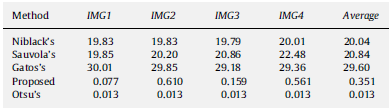 Method IMG1 IMG2 IMG3 IMG4 Average
Niblack's 19.83 19.83 19.79 20.01 20.04
Sauvola's 19.85 20.20 20.86 22.48 20.84
Gatos's 30.01 29.85 29.18 29.36 29.60
Proposed 0.077 0.610 0.159 0.561 0.351
Otsu's 0.013 0.013 0.013 0.013 0.013